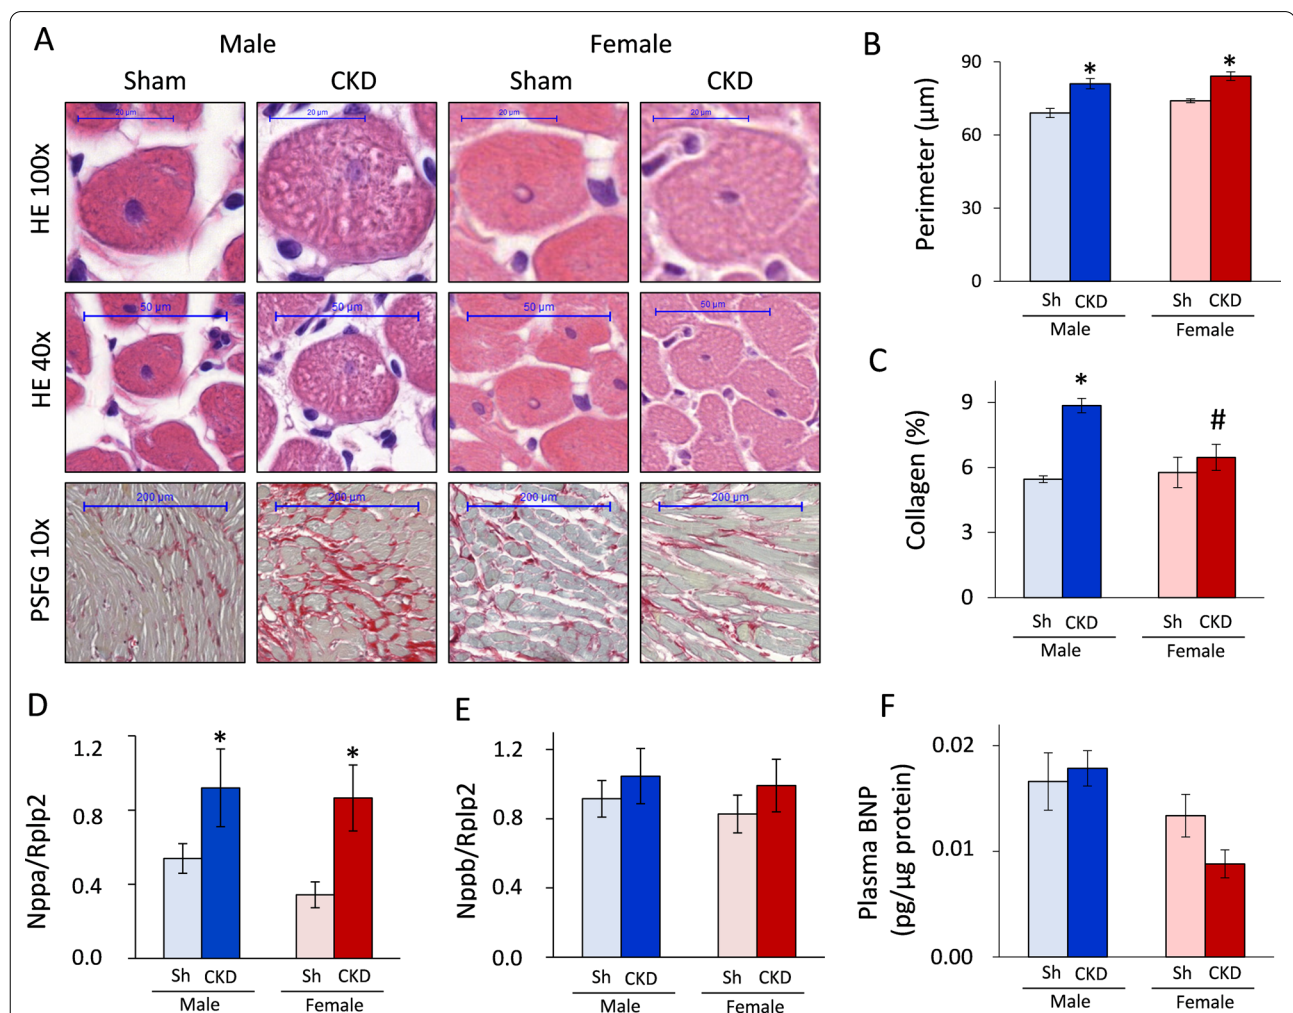 A
Male
Female
Sham
CKD
Sham
CKD
HE 100x
20 µm
20 µm
20 µm
20 µm
HE 40x
50 µm
50 µm
50 µm
50 µm
PSFG 10x
200 µm
200 µm
200 µm
200 µm
B
Perimeter (µm)
90
60
30
0
*
*
Sh CKD Sh CKD
Male Female
C
Collagen (%)
9
6
3
0
*
#
Sh CKD Sh CKD
Male Female
D
Nppa/Rplp2
1.2
0.8
0.4
0.0
*
*
Sh CKD Sh CKD
Male Female
E
Nppb/Rplp2
1.2
0.8
0.4
0.0
Sh CKD Sh CKD
Male Female
F
Plasma BNP
(pg/µg protein)
0.02
0.01
0.00
Sh CKD Sh CKD
Male Female